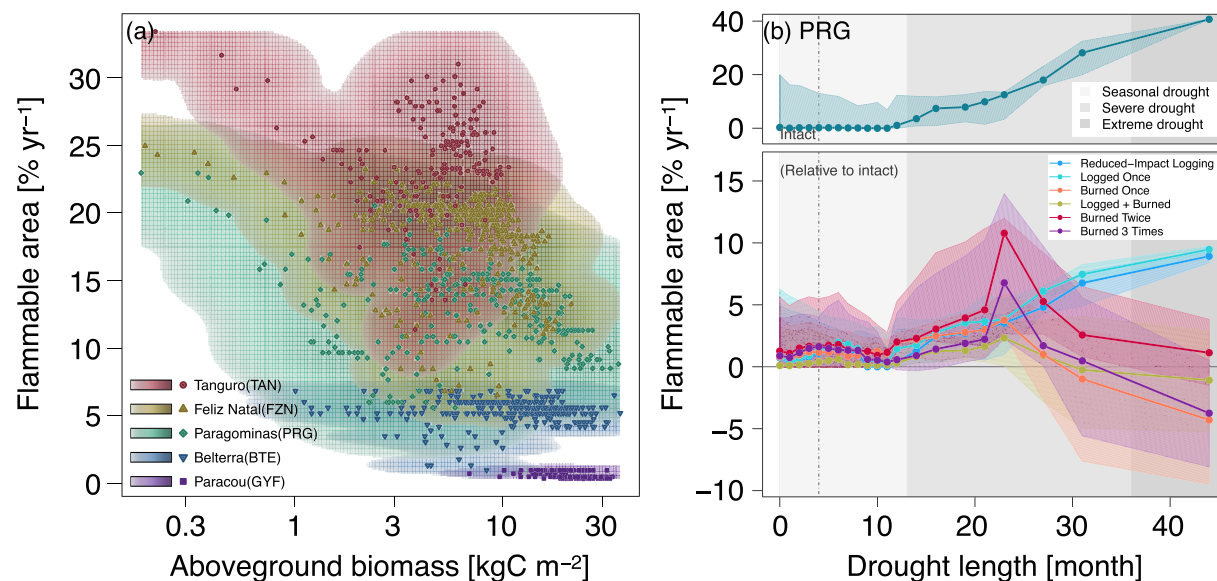 (a)
Flammable area [% yr⁻¹]
30
25
20
15
10
5
0
Tanguro(TAN)
Feliz Natal(FZN)
Paragominas(PRG)
Belterra(BTE)
Paracou(GYF)
0.3 1 3 10 30
Aboveground biomass [kgC m⁻²]
(b) PRG
Flammable area [% yr⁻¹]
40
20
0
Intact
Seasonal drought
Severe drought
Extreme drought
(Relative to intact)
Reduced−Impact Logging
Logged Once
Burned Once
Logged + Burned
Burned Twice
Burned 3 Times
15
10
5
0
−5
−10
0 10 20 30 40
Drought length [month]